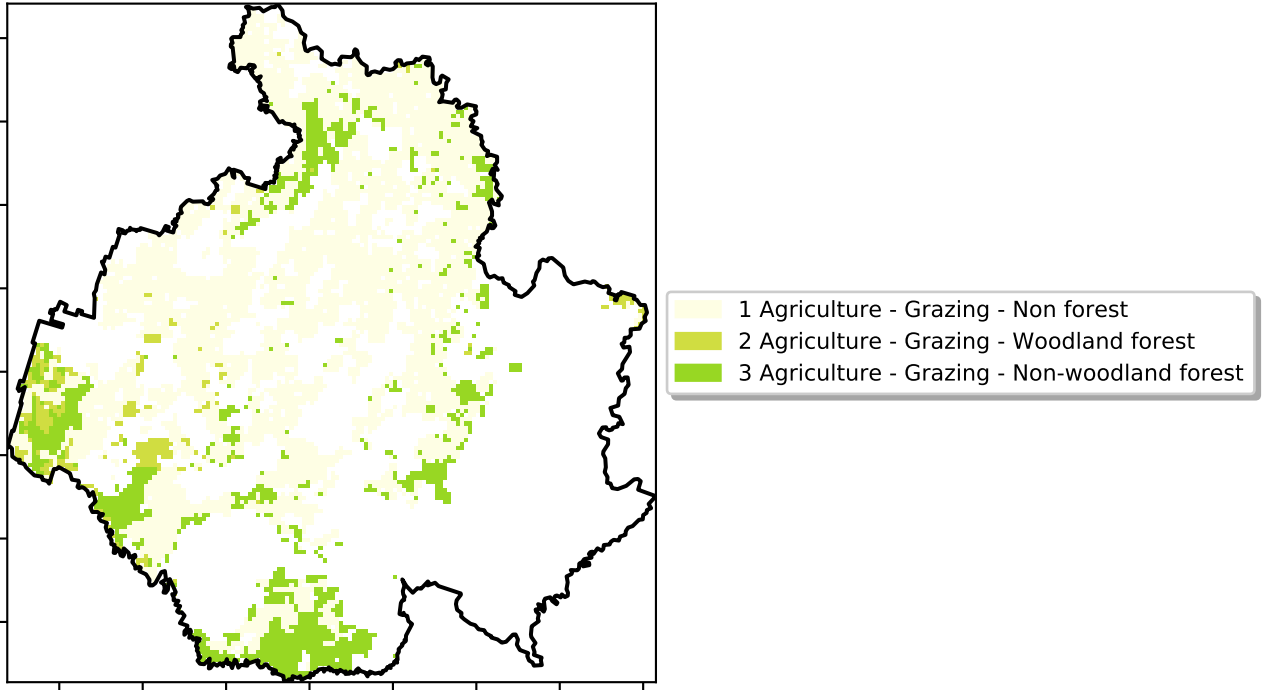 1 Agriculture - Grazing - Non forest
2 Agriculture - Grazing - Woodland forest
3 Agriculture - Grazing - Non-woodland forest